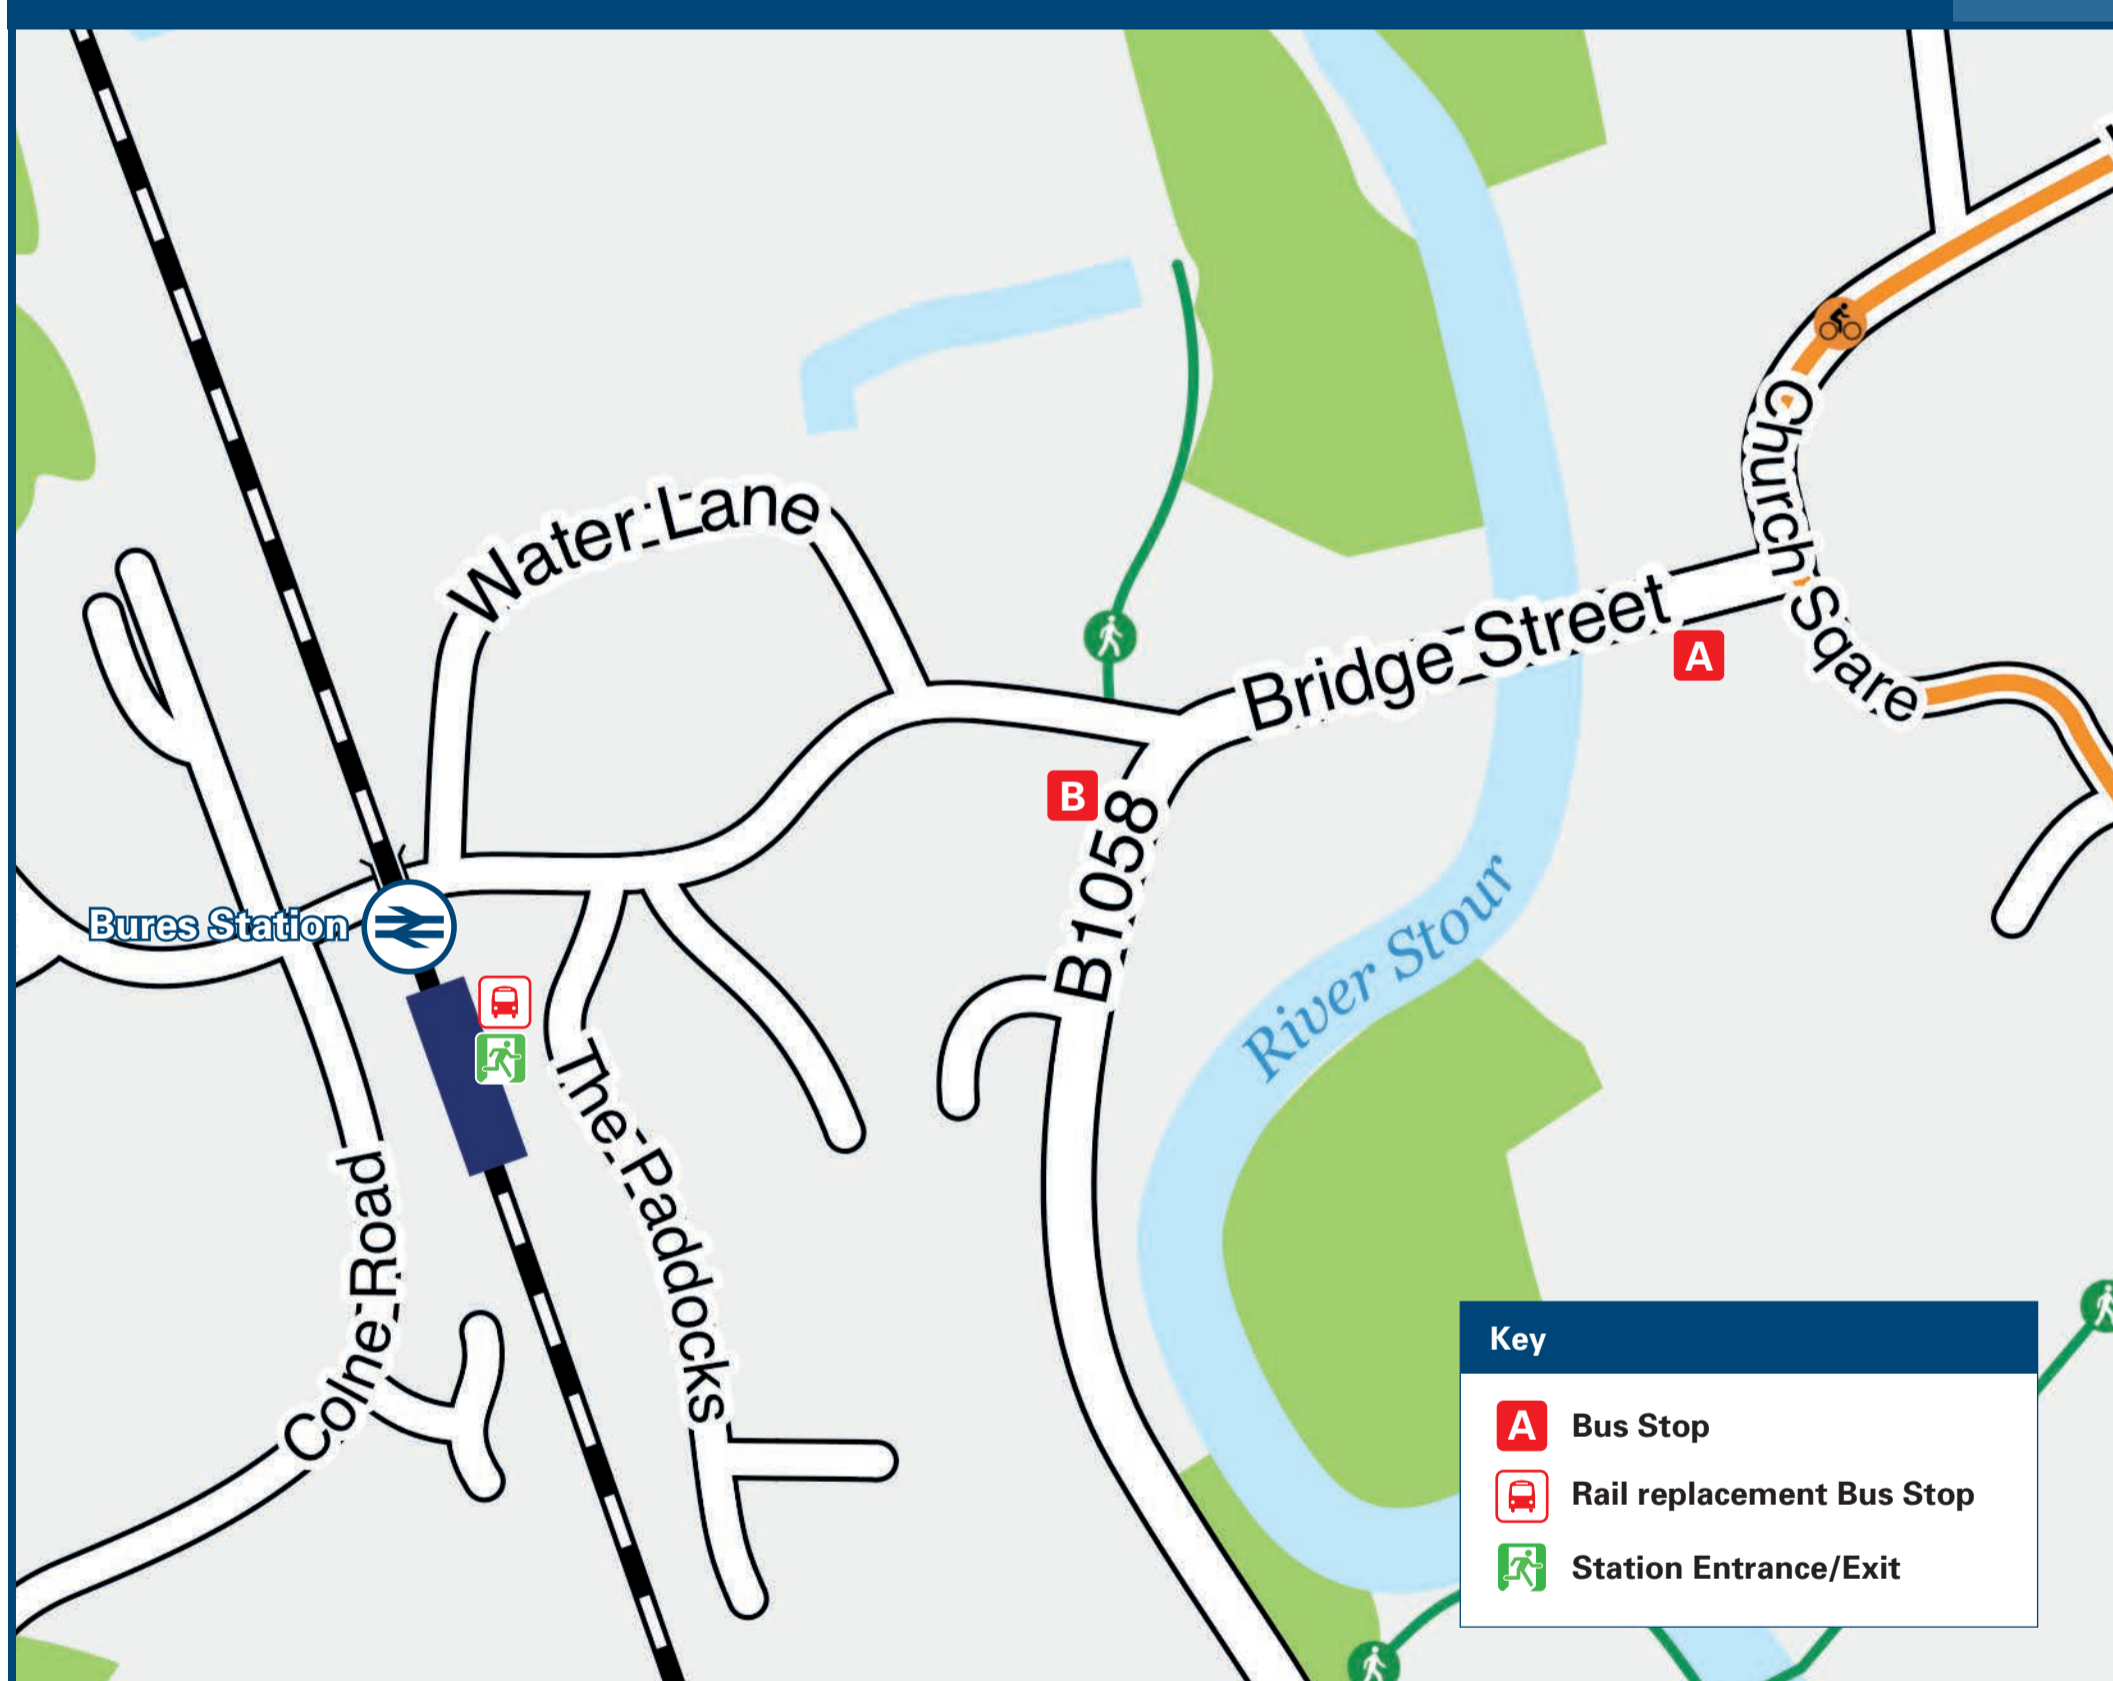 Water Lane
Church Sqare
Bridge Street
A
B
B1058
Bures Station
River Stour
The Paddocks
Colne Road
Key
A Bus Stop
Rail replacement Bus Stop
Station Entrance/Exit